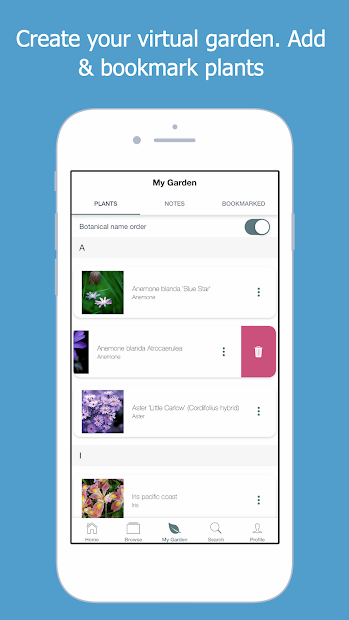 Create your virtual garden. Add
& bookmark plants
My Garden
PLANTS NOTES BOOKMARKED
Botanical name order
A
Anemone blanda 'Blue Star'
Anemone
Anemone blanda Atrocaerulea
Anemone
Aster 'Little Carlow' (Cordifolius hybrid)
Aster
I
Iris pacific coast
Iris
Home Browse My Garden Search Profile